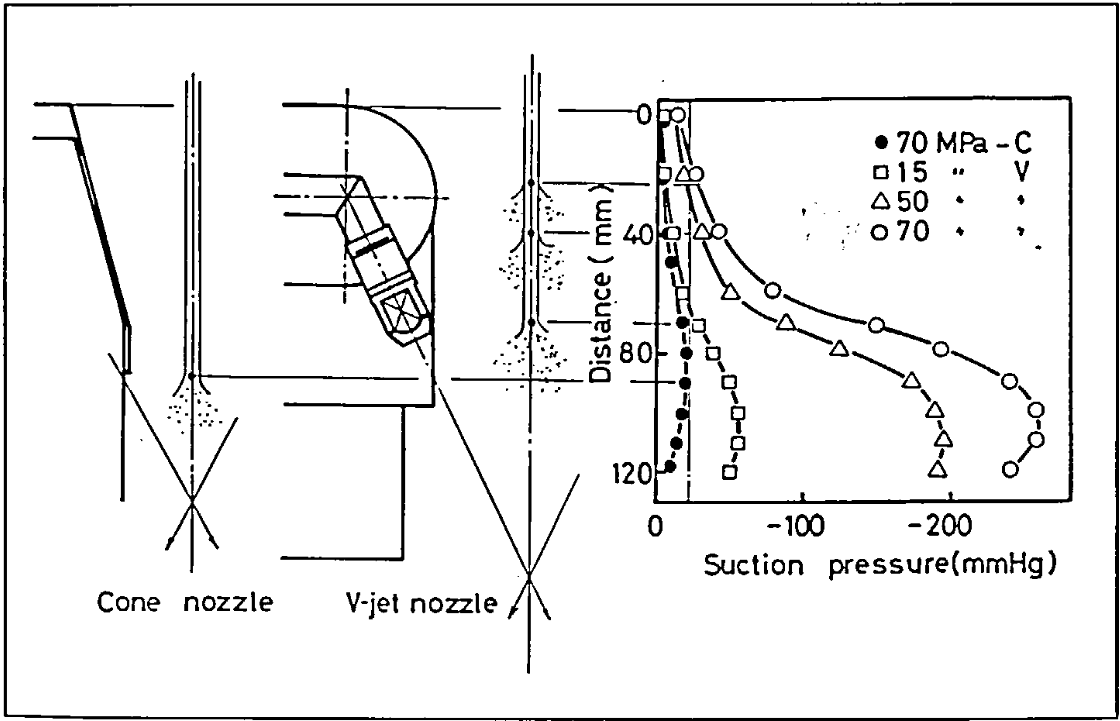 Cone nozzle
V-jet nozzle
Distance (mm)
0
40
80
120
0
-100
-200
Suction pressure(mmHg)
● 70 MPa - C
□ 15 〃 V
△ 50 〃 〃
○ 70 〃 〃